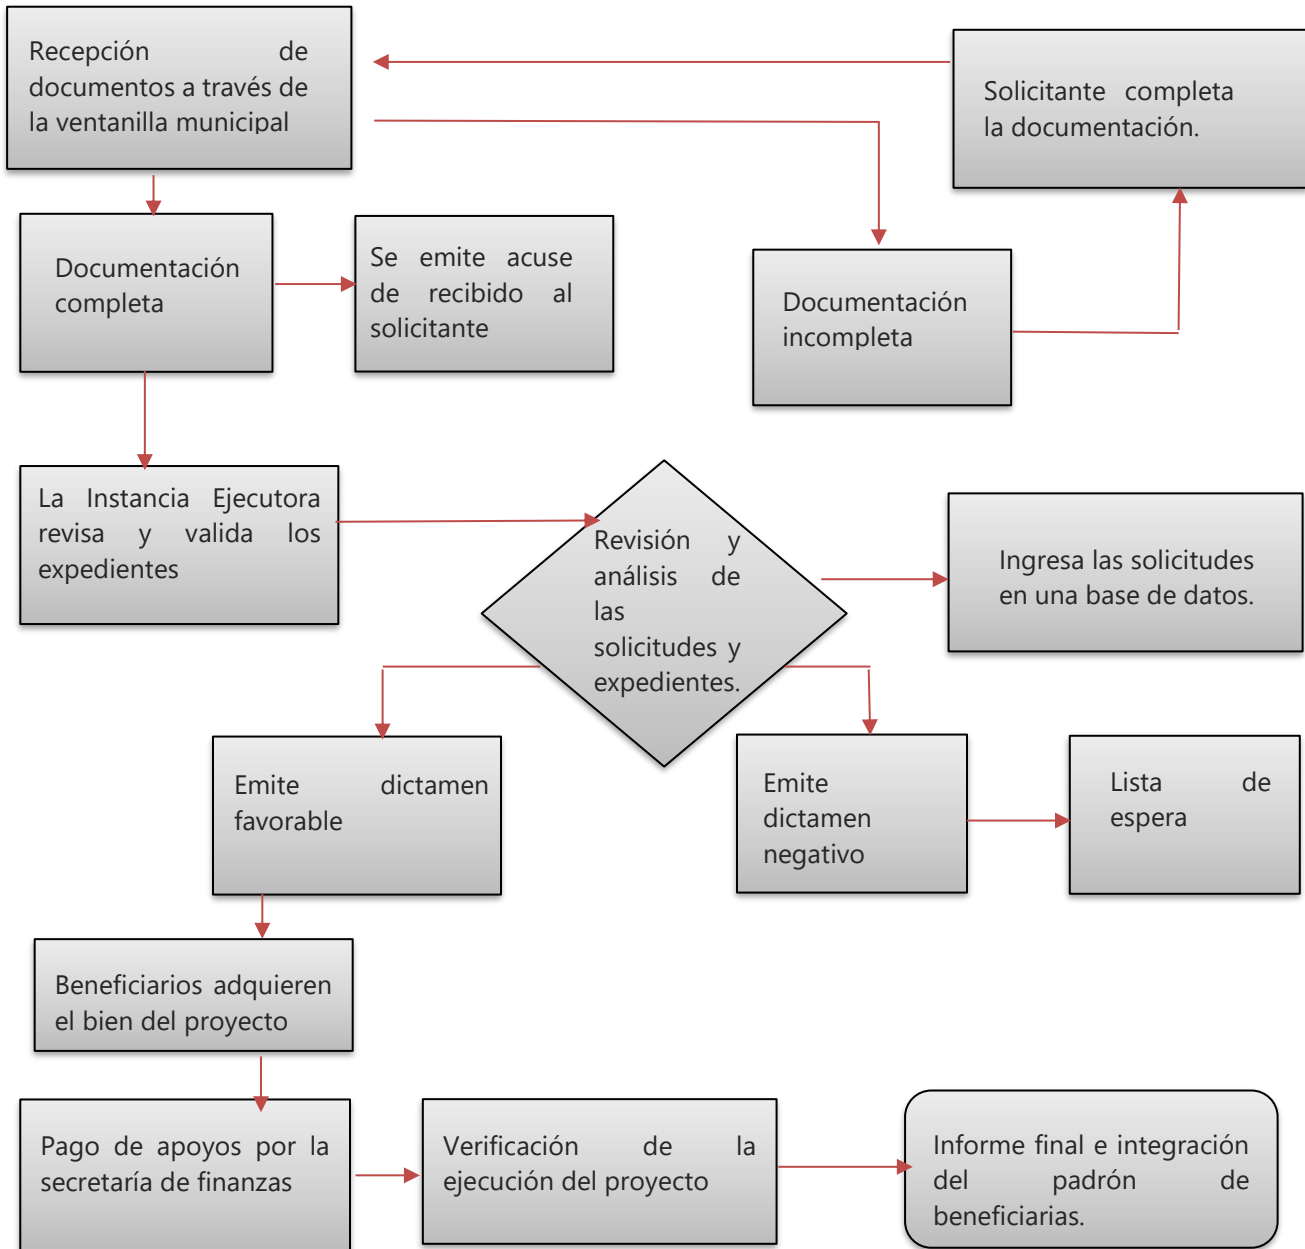 Recepción de
documentos a través de
la ventanilla municipal
Solicitante completa
la documentación.
Documentación
completa
Se emite acuse
de recibido al
solicitante
Documentación
incompleta
La Instancia Ejecutora
revisa y valida los
expedientes
Revisión y
análisis de
las
solicitudes y
expedientes.
Ingresa las solicitudes
en una base de datos.
Emite dictamen
favorable
Emite
dictamen
negativo
Lista de
espera
Beneficiarios adquieren
el bien del proyecto
Pago de apoyos por la
secretaría de finanzas
Verificación de la
ejecución del proyecto
Informe final e integración
del padrón de
beneficiarias.